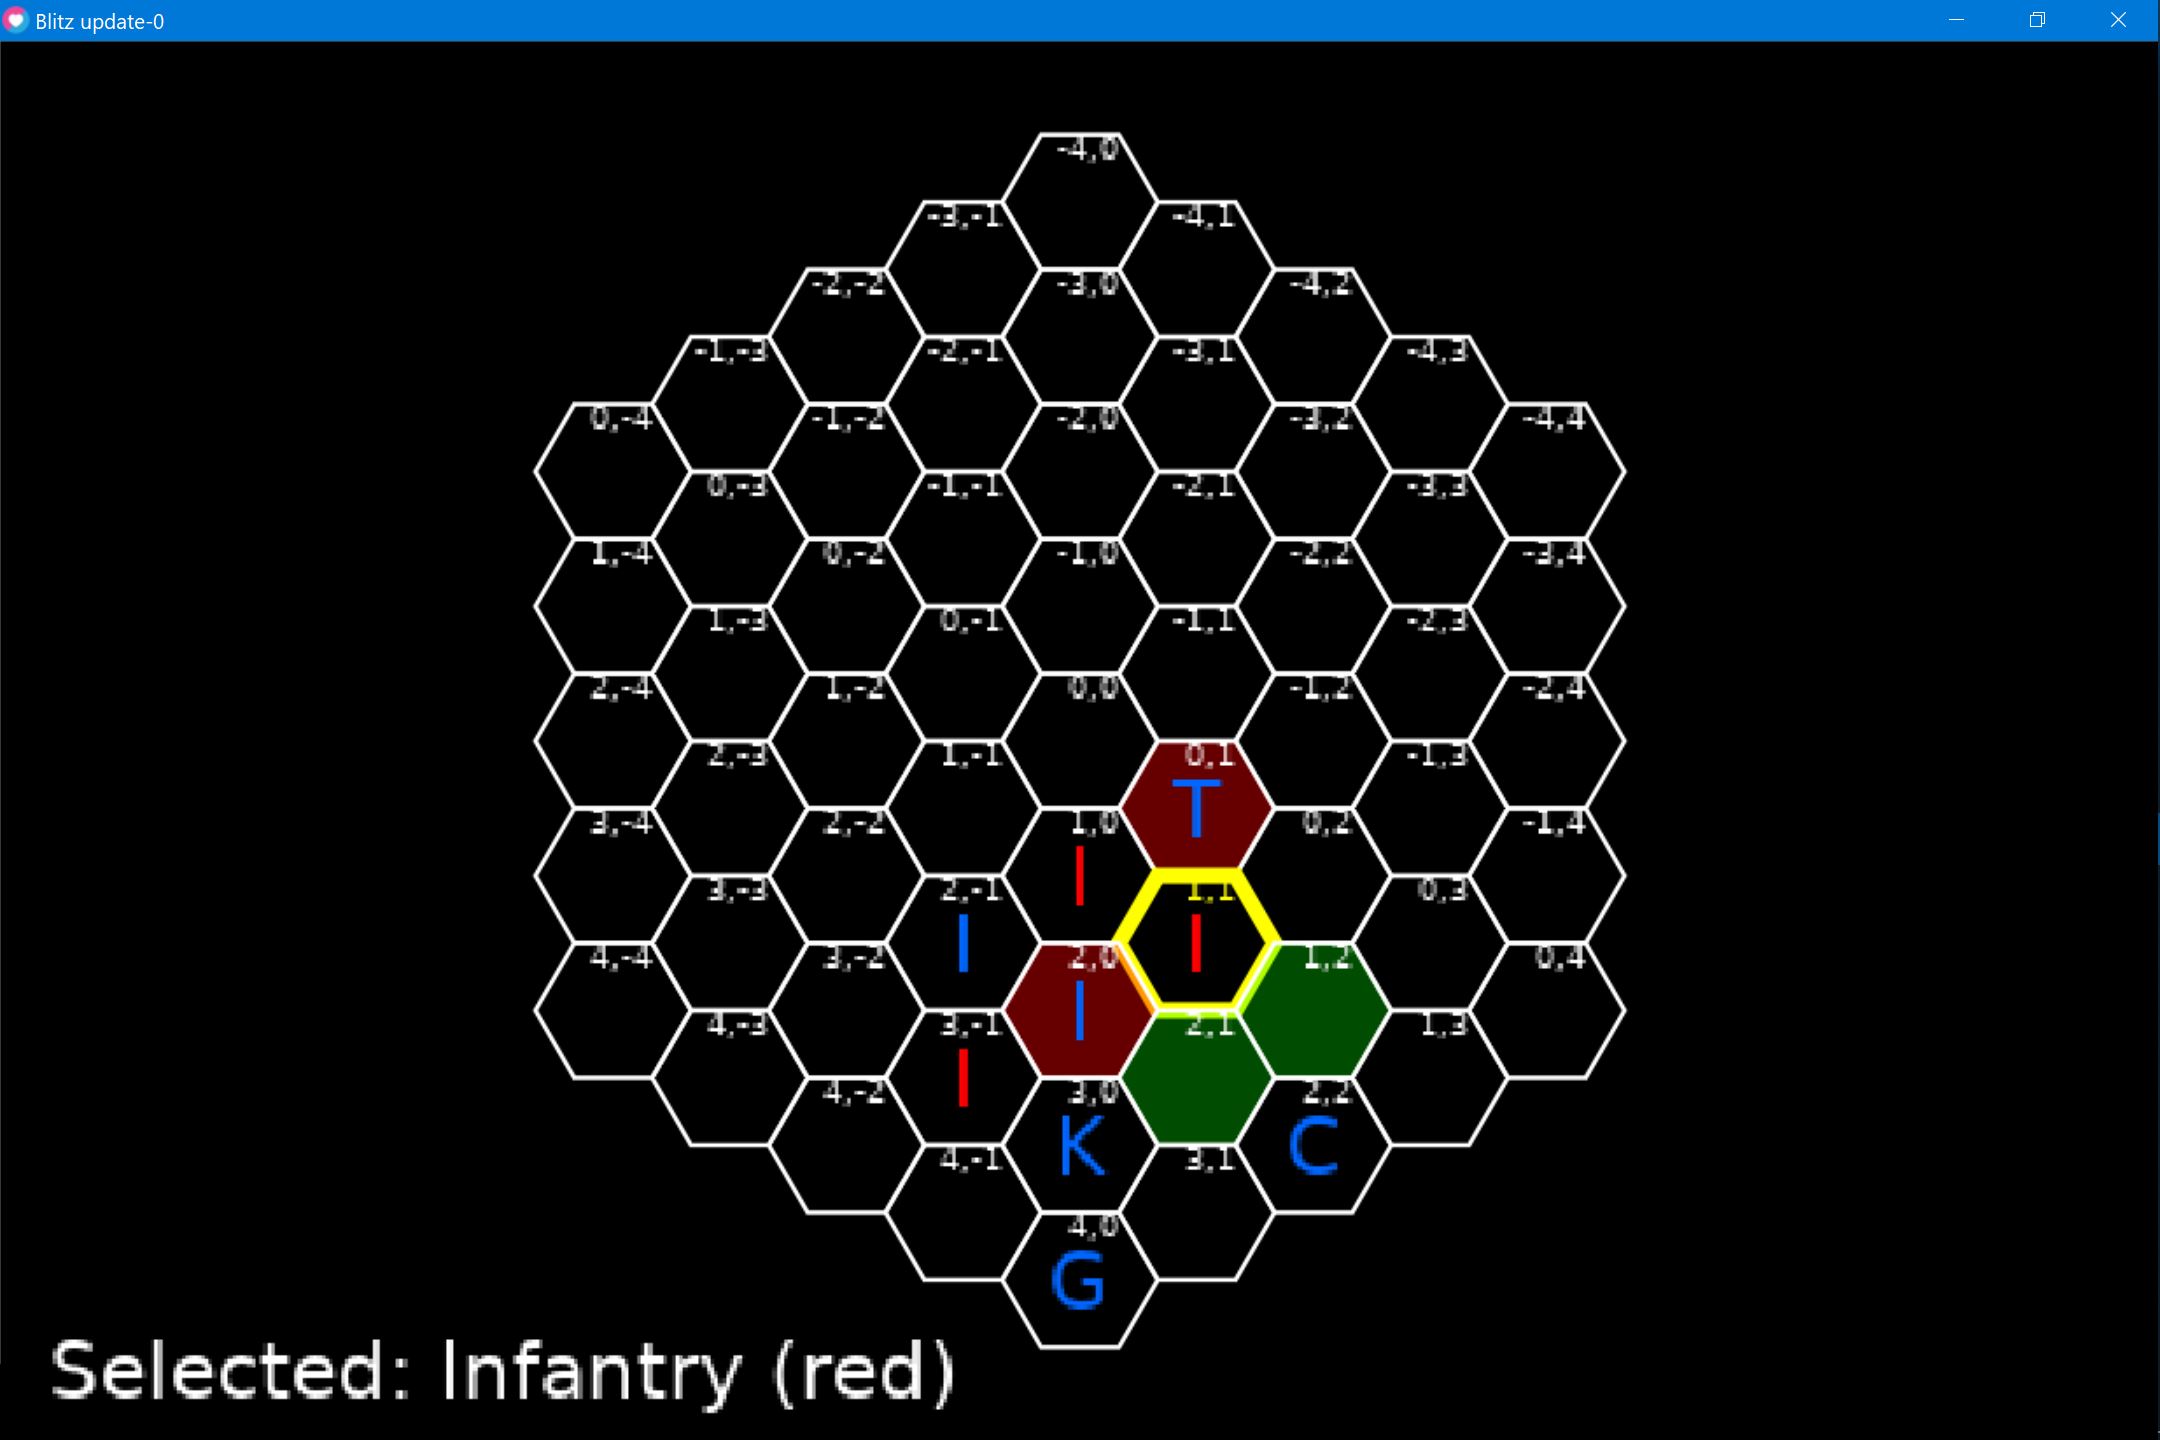 Blitz update-0
-4,0
-3,-1 -4,1
-2,-2 -3,0 -4,2
-1,-3 -2,-1 -3,1 -4,3
0,-4 -1,-2 -2,0 -3,2 -4,4
0,-3 -1,-1 -2,1 -3,3
1,-4 0,-2 -1,0 -2,2 -3,4
1,-3 0,-1 -1,1 -2,3
2,-4 1,-2 0,0 -1,2 -2,4
2,-3 1,-1 0,1 -1,3
T
3,-4 2,-2 1,0 0,2 -1,4
I
3,-3 2,-1 1,1 0,3
I I
4,-4 3,-2 2,0 1,2 0,4
I
4,-3 3,-1 2,1 1,3
I
4,-2 3,0 2,2
K C
4,-1 3,1
4,0
G
Selected: Infantry (red)